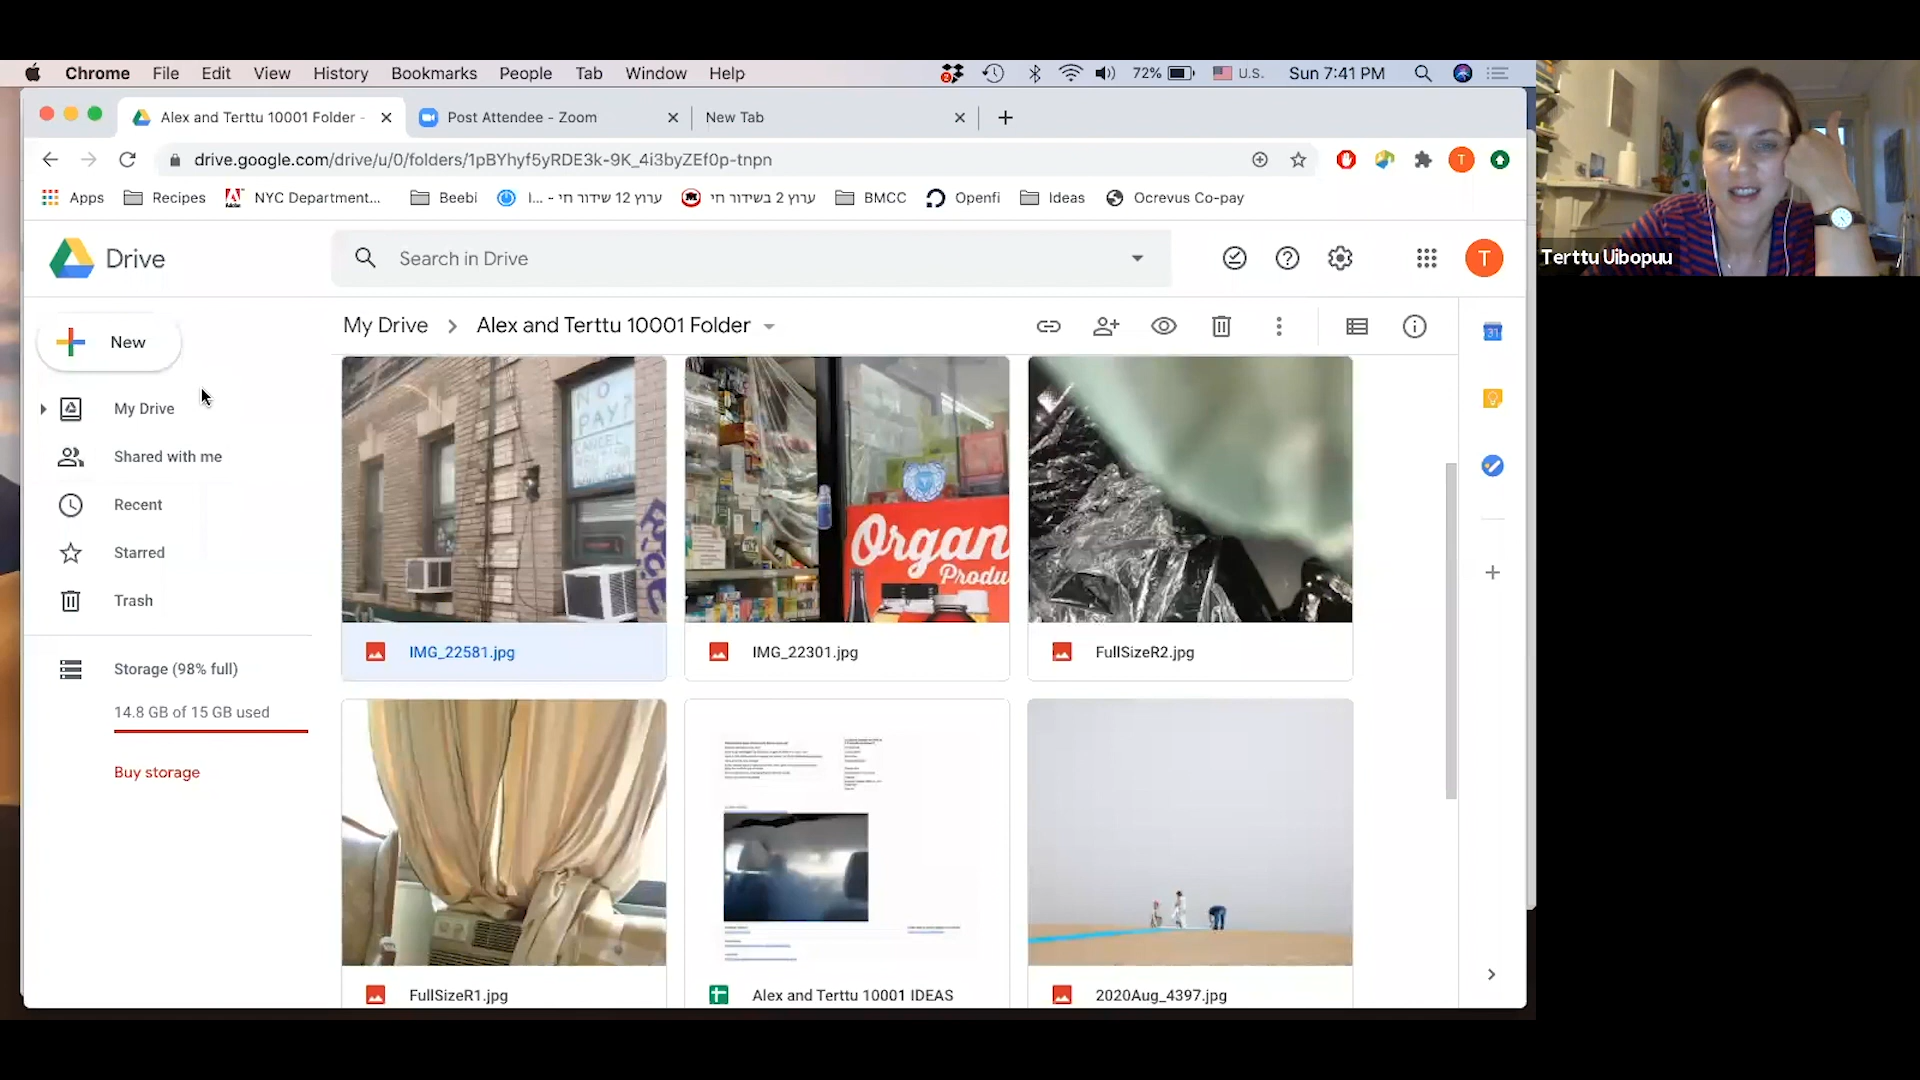 Chrome File Edit View History Bookmarks People Tab Window Help 72% U.S. Sun 7:41 PM
Alex and Terttu 10001 Folder - Post Attendee - Zoom New Tab
drive.google.com/drive/u/0/folders/1pBYhyf5yRDE3k-9K_4i3byZEf0p-tnpn T
Apps Recipes NYC Department... Beebi I... - ערוץ 12 שידור חי ערוץ 2 בשידור חי BMCC Openfi Ideas Ocrevus Co-pay
Drive Search in Drive T
Terttu Uibopuu
New
My Drive Alex and Terttu 10001 Folder
31
My Drive
Shared with me
Recent
Starred
Trash
Storage (98% full)
14.8 GB of 15 GB used
Buy storage
NO
PAY?
CANCEL
Organ
Produ
IMG_22581.jpg IMG_22301.jpg FullSizeR2.jpg
FullSizeR1.jpg Alex and Terttu 10001 IDEAS 2020Aug_4397.jpg